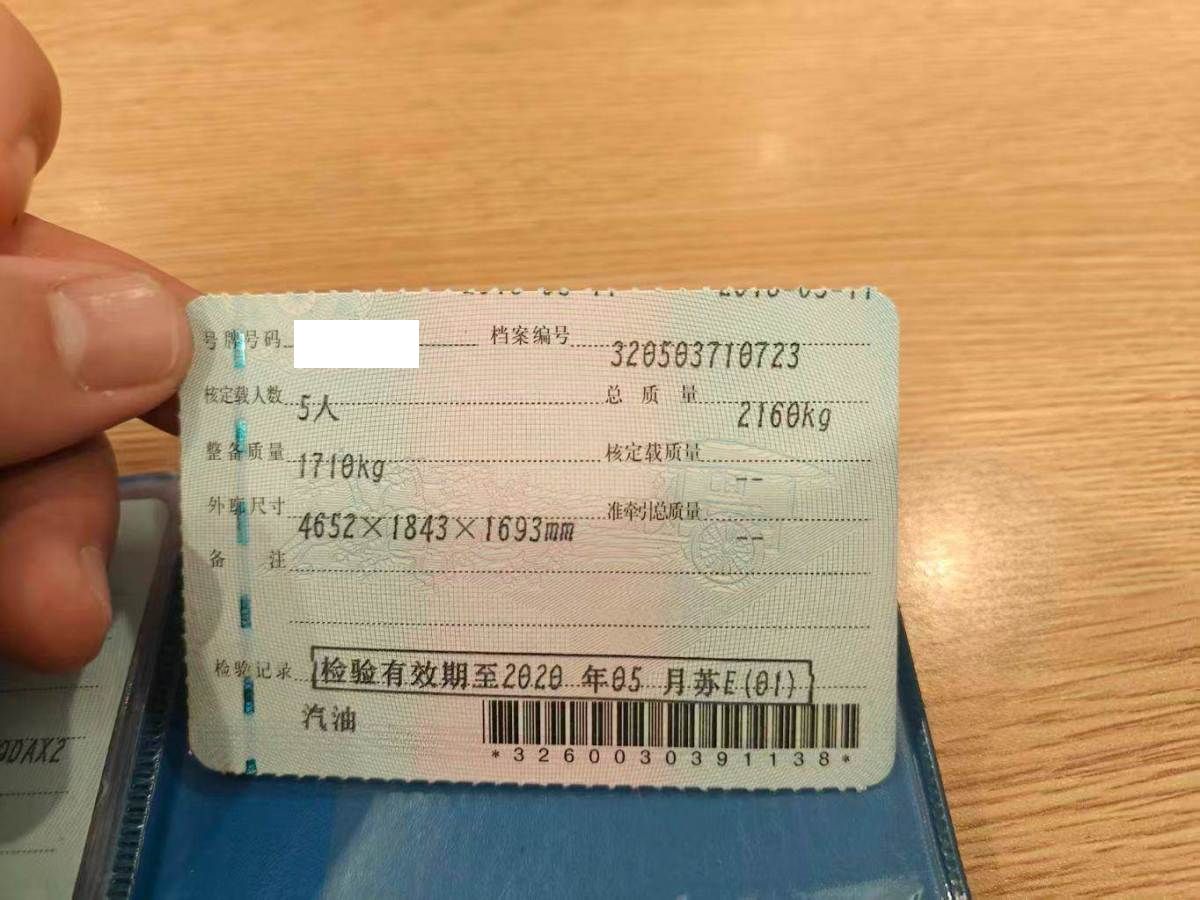 号牌号码 档案编号 320503710723
核定载人数 5人 总质量 2160kg
整备质量 1710kg 核定载质量 --
外廓尺寸 4652×1843×1693mm 准牵引总质量 --
备注
检验记录 检验有效期至2020 年05 月苏E(01)
汽油
*3260030391138*
DAX2